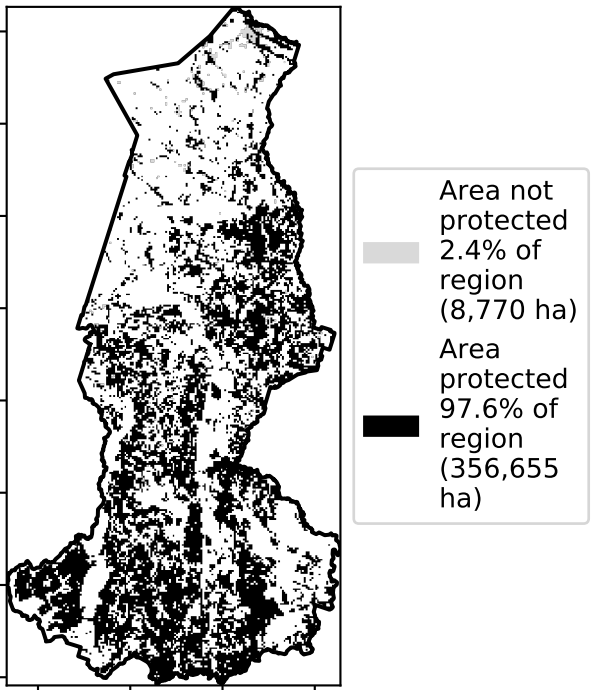 Area not
protected
2.4% of
region
(8,770 ha)
Area
protected
97.6% of
region
(356,655
ha)